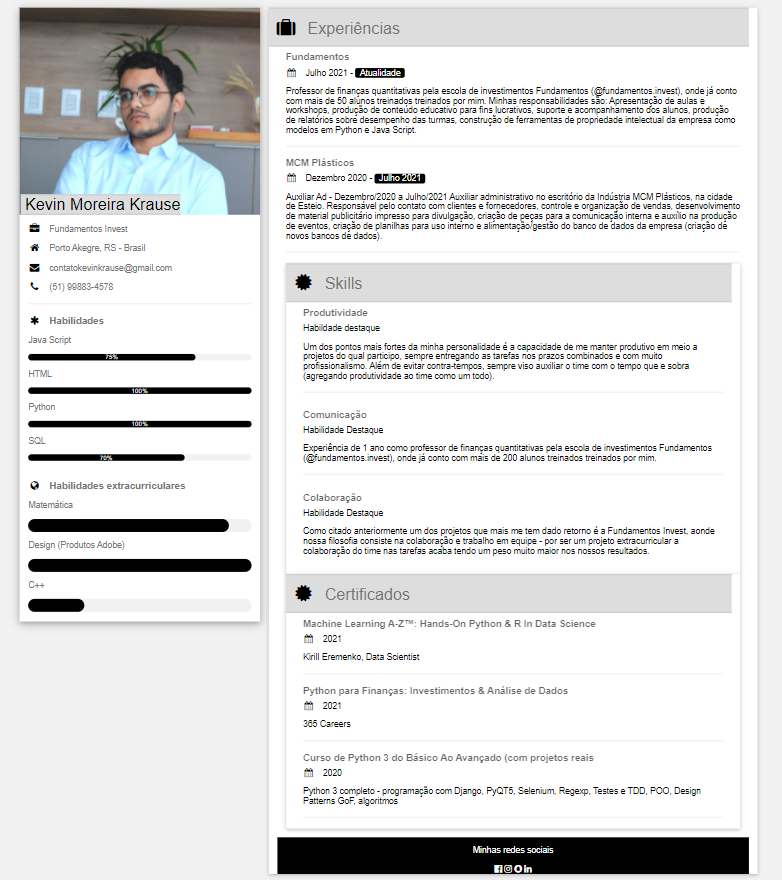 Kevin Moreira Krause
Fundamentos Invest
Porto Akegre, RS - Brasil
contatokevinkrause@gmail.com
(51) 99883-4578
Habilidades
Java Script
75%
HTML
100%
Python
100%
SQL
70%
Habilidades extracurriculares
Matemática
Design (Produtos Adobe)
C++
Experiências
Fundamentos
Julho 2021 - Atualidade
Professor de finanças quantitativas pela escola de investimentos Fundamentos (@fundamentos.invest), onde já conto
com mais de 50 alunos treinados treinados por mim. Minhas responsabilidades são: Apresentação de aulas e
workshops, produção de conteúdo educativo para fins lucrativos, suporte e acompanhamento dos alunos, produção
de relatórios sobre desempenho das turmas, construção de ferramentas de propriedade intelectual da empresa como
modelos em Python e Java Script.
MCM Plásticos
Dezembro 2020 - Julho 2021
Auxiliar Ad - Dezembro/2020 a Julho/2021 Auxiliar administrativo no escritório da Indústria MCM Plásticos, na cidade
de Esteio. Responsável pelo contato com clientes e fornecedores, controle e organização de vendas, desenvolvimento
de material publicitário impresso para divulgação, criação de peças para a comunicação interna e auxílio na produção
de eventos, criação de planilhas para uso interno e alimentação/gestão do banco de dados da empresa (criação de
novos bancos de dados).
Skills
Produtividade
Habildade destaque
Um dos pontos mais fortes da minha personalidade é a capacidade de me manter produtivo em meio a
projetos do qual participo, sempre entregando as tarefas nos prazos combinados e com muito
profissionalismo. Além de evitar contra-tempos, sempre viso auxiliar o time com o tempo que e sobra
(agregando produtividade ao time como um todo).
Comunicação
Habilidade Destaque
Experiência de 1 ano como professor de finanças quantitativas pela escola de investimentos Fundamentos
(@fundamentos.invest), onde já conto com mais de 200 alunos treinados treinados por mim.
Colaboração
Habilidade Destaque
Como citado anteriormente um dos projetos que mais me tem dado retorno é a Fundamentos Invest, aonde
nossa filosofia consiste na colaboração e trabalho em equipe - por ser um projeto extracurricular a
colaboração do time nas tarefas acaba tendo um peso muito maior nos nossos resultados.
Certificados
Machine Learning A-Z™: Hands-On Python & R In Data Science
2021
Kirill Eremenko, Data Scientist
Python para Finanças: Investimentos & Análise de Dados
2021
365 Careers
Curso de Python 3 do Básico Ao Avançado (com projetos reais
2020
Python 3 completo - programação com Django, PyQT5, Selenium, Regexp, Testes e TDD, POO, Design
Patterns GoF, algoritmos
Minhas redes sociais